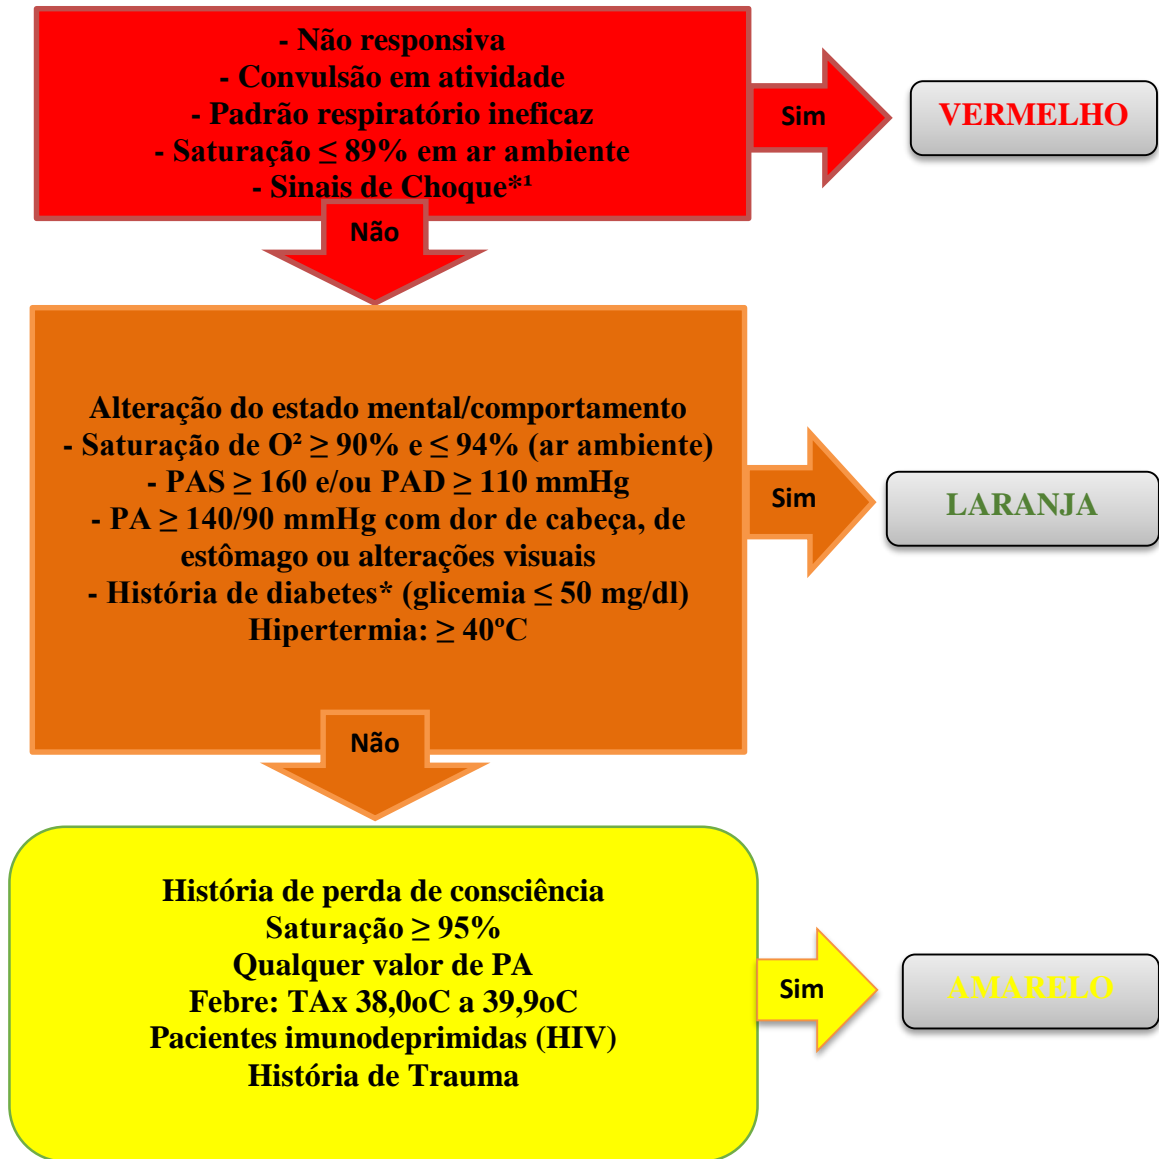 - Não responsiva
- Convulsão em atividade
- Padrão respiratório ineficaz
- Saturação ≤ 89% em ar ambiente
- Sinais de Choque*¹
Sim
VERMELHO
Não
Alteração do estado mental/comportamento
- Saturação de O² ≥ 90% e ≤ 94% (ar ambiente)
- PAS ≥ 160 e/ou PAD ≥ 110 mmHg
- PA ≥ 140/90 mmHg com dor de cabeça, de
estômago ou alterações visuais
- História de diabetes* (glicemia ≤ 50 mg/dl)
Hipertermia: ≥ 40ºC
Sim
LARANJA
Não
História de perda de consciência
Saturação ≥ 95%
Qualquer valor de PA
Febre: TAx 38,0oC a 39,9oC
Pacientes imunodeprimidas (HIV)
História de Trauma
Sim
AMARELO